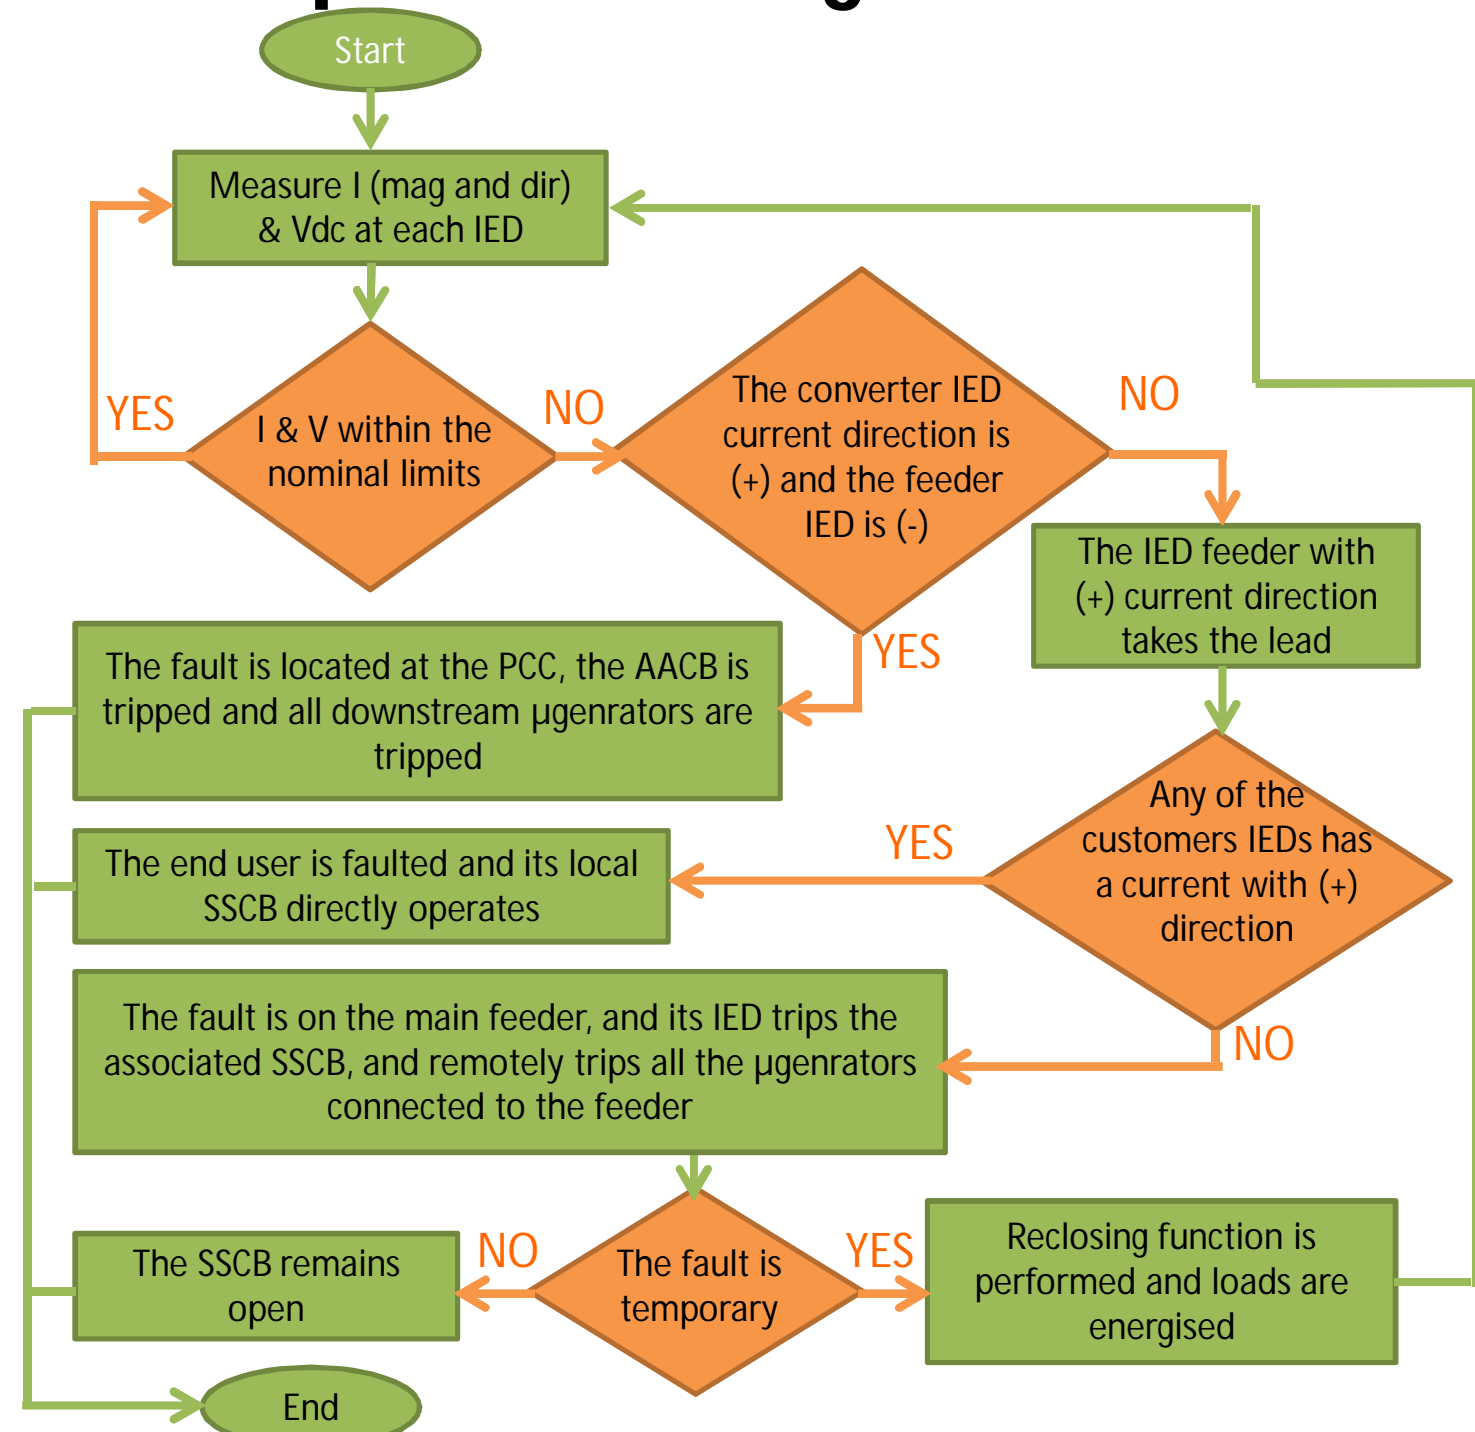 Start
Measure I (mag and dir)
& Vdc at each IED
YES
I & V within the
nominal limits
NO
The converter IED
current direction is
(+) and the feeder
IED is (-)
NO
The IED feeder with
(+) current direction
takes the lead
YES
The fault is located at the PCC, the AACB is
tripped and all downstream µgenrators are
tripped
Any of the
customers IEDs has
a current with (+)
direction
YES
The end user is faulted and its local
SSCB directly operates
NO
The fault is on the main feeder, and its IED trips the
associated SSCB, and remotely trips all the µgenrators
connected to the feeder
The fault is
temporary
NO
The SSCB remains
open
YES
Reclosing function is
performed and loads are
energised
End